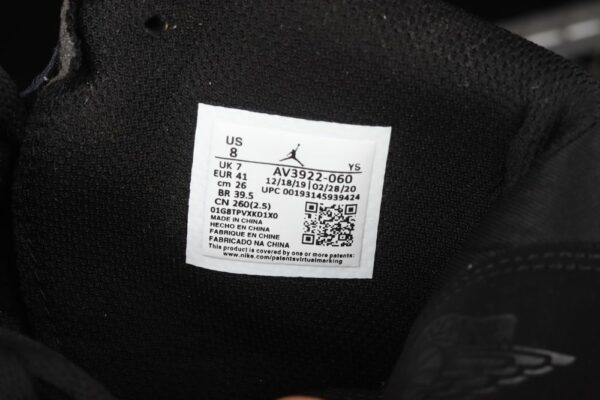 US
8
UK 7
EUR 41
cm 26
BR 39.5
CN 260(2.5)
YS
AV3922-060
12/18/19 02/28/20
UPC 00193145939424
01G8TPVXKD1X0
MADE IN CHINA
HECHO EN CHINA
FABRIQUE EN CHINE
FABRICADO NA CHINA
This product is covered by one or more patents:
www.nike.com/patentsvirtualmarking